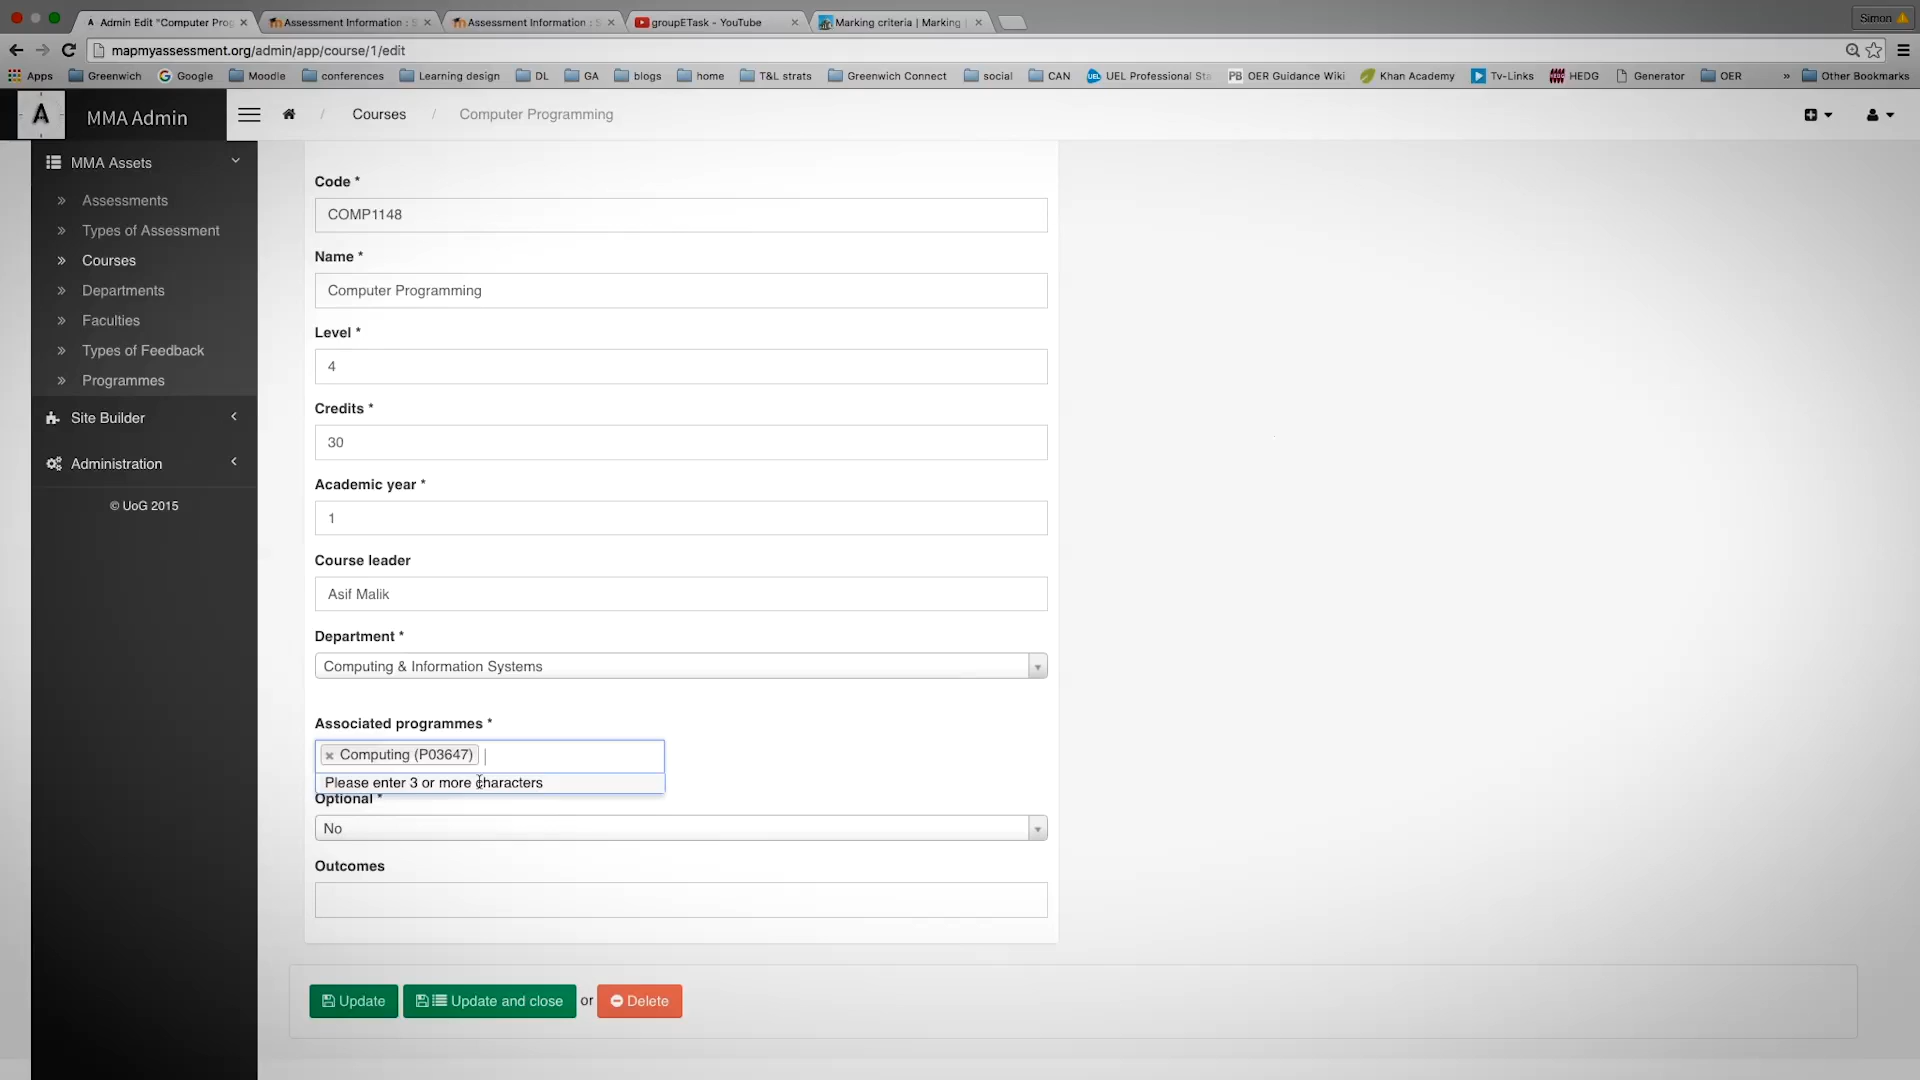 Admin Edit "Computer Prog
Assessment Information : S
Assessment Information : S
groupETask - YouTube
Marking criteria | Marking
Simon
mapmyassessment.org/admin/app/course/1/edit
Apps
Greenwich
Google
Moodle
conferences
Learning design
DL
GA
blogs
home
T&L strats
Greenwich Connect
social
CAN
UEL Professional Sta
PB OER Guidance Wiki
Khan Academy
Tv-Links
HEDG
Generator
OER
»
Other Bookmarks
A
MMA Admin
/ Courses / Computer Programming
MMA Assets
» Assessments
» Types of Assessment
» Courses
» Departments
» Faculties
» Types of Feedback
» Programmes
Site Builder
Administration
© UoG 2015
Code *
COMP1148
Name *
Computer Programming
Level *
4
Credits *
30
Academic year *
1
Course leader
Asif Malik
Department *
Computing & Information Systems
Associated programmes *
× Computing (P03647)
Please enter 3 or more characters
Optional *
No
Outcomes
Update
Update and close
or
Delete